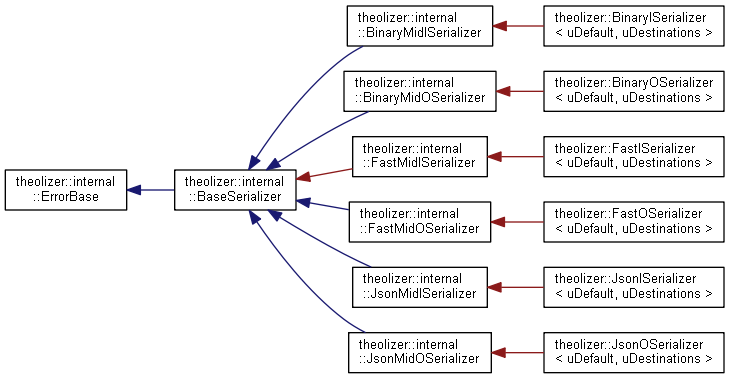 theolizer::internal
::ErrorBase
theolizer::internal
::BaseSerializer
theolizer::internal
::BinaryMidISerializer
theolizer::internal
::BinaryMidOSerializer
theolizer::internal
::FastMidISerializer
theolizer::internal
::FastMidOSerializer
theolizer::internal
::JsonMidISerializer
theolizer::internal
::JsonMidOSerializer
theolizer::BinaryISerializer
< uDefault, uDestinations >
theolizer::BinaryOSerializer
< uDefault, uDestinations >
theolizer::FastISerializer
< uDefault, uDestinations >
theolizer::FastOSerializer
< uDefault, uDestinations >
theolizer::JsonISerializer
< uDefault, uDestinations >
theolizer::JsonOSerializer
< uDefault, uDestinations >